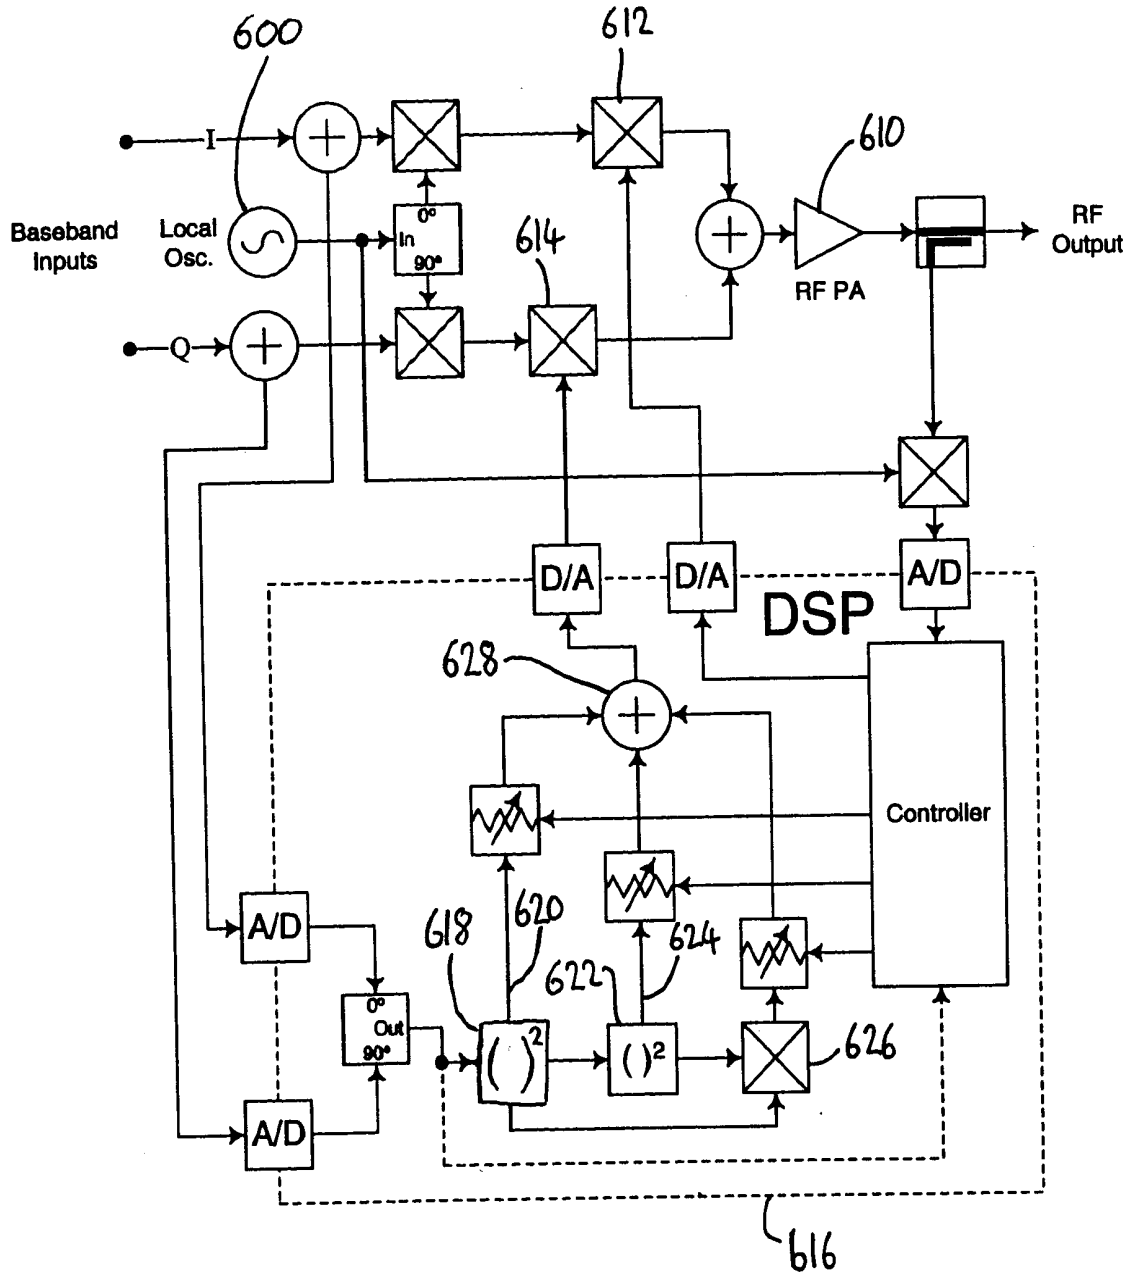 600
612
610
I
Baseband
Inputs
Local
Osc.
0°
In
90°
614
RF PA
RF
Output
Q
D/A
D/A
A/D
DSP
628
Controller
A/D
618
620
622
624
0°
Out
90°
( )²
( )²
626
A/D
616